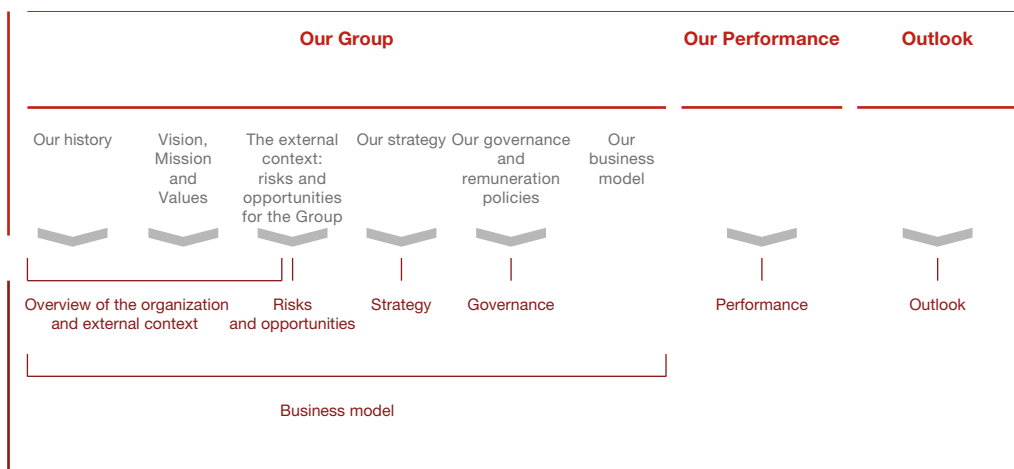 Our Group
Our Performance
Outlook
Our history
Vision,
Mission
and
Values
The external
context:
risks and
opportunities
for the Group
Our strategy
Our governance
and
remuneration
policies
Our
business
model
Overview of the organization
and external context
Risks
and opportunities
Strategy
Governance
Performance
Outlook
Business model